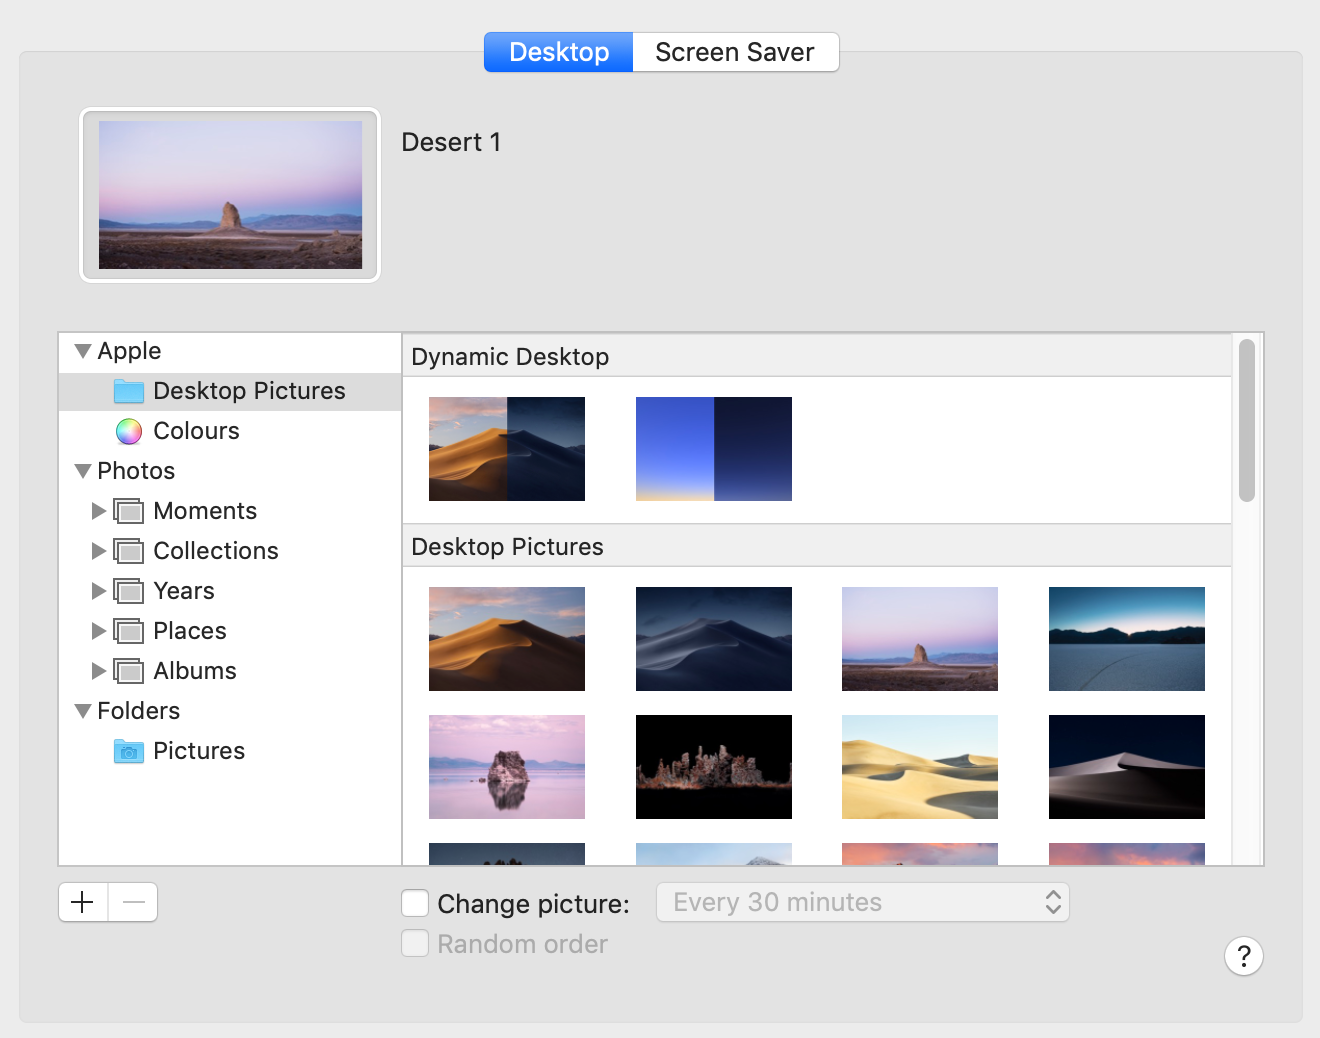 Desktop
Screen Saver
Desert 1
Apple
Desktop Pictures
Colours
Photos
Moments
Collections
Years
Places
Albums
Folders
Pictures
Dynamic Desktop
Desktop Pictures
Change picture:
Every 30 minutes
Random order
?